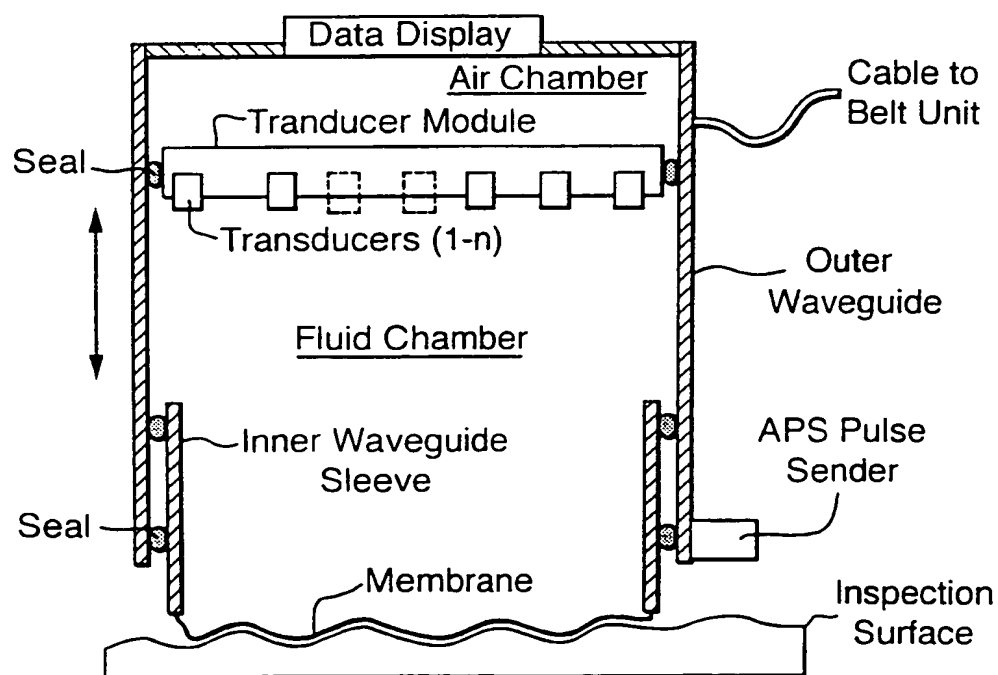 Data Display
Air Chamber
Cable to
Belt Unit
Tranducer Module
Seal
Transducers (1-n)
Outer
Waveguide
Fluid Chamber
Inner Waveguide
Sleeve
APS Pulse
Sender
Seal
Membrane
Inspection
Surface